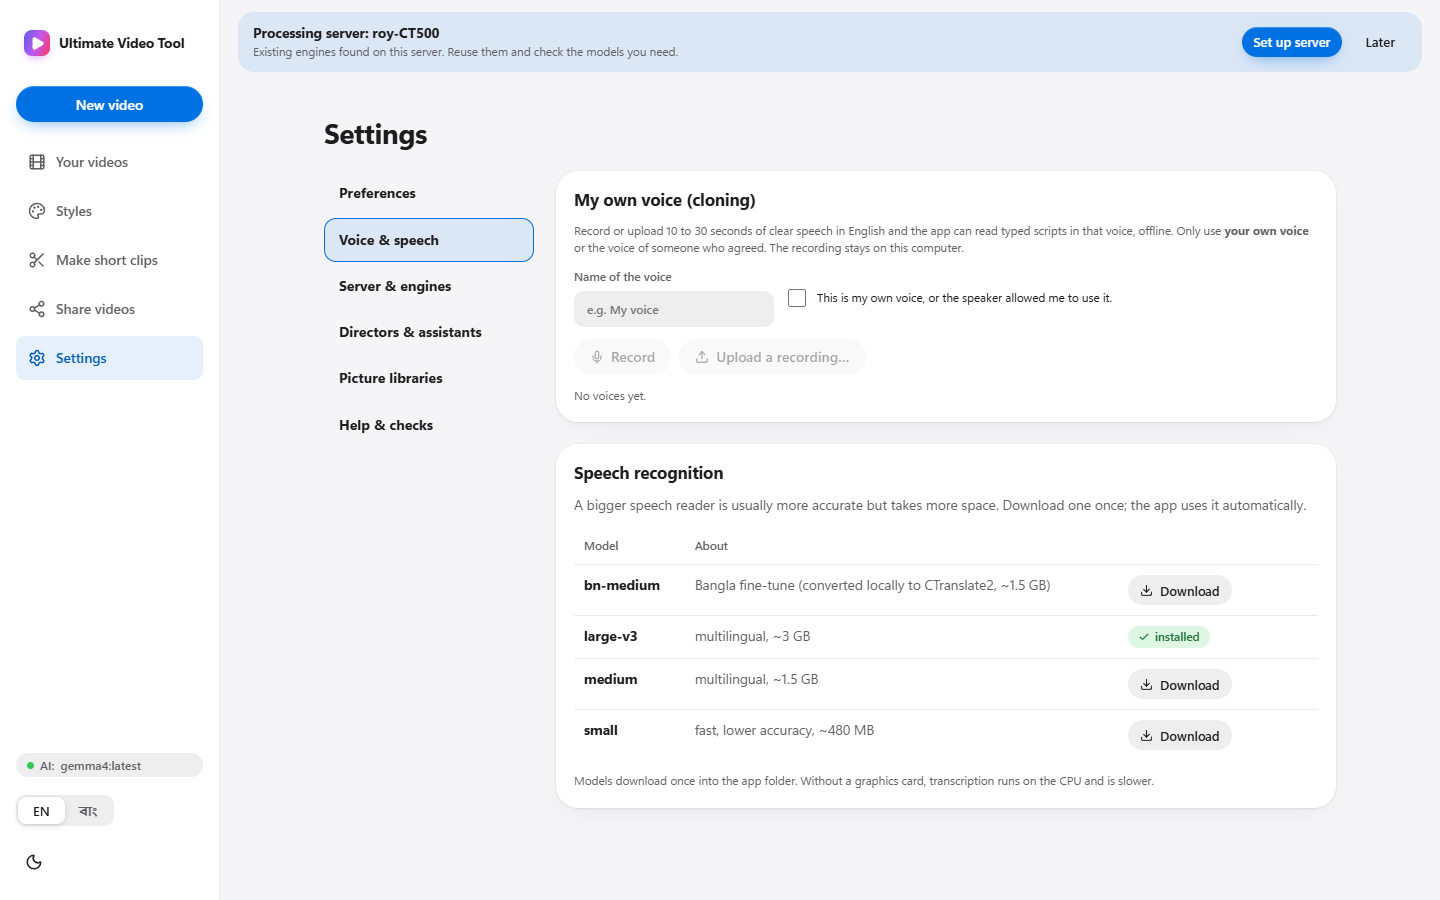 Ultimate Video Tool
New video
Your videos
Styles
Make short clips
Share videos
Settings
AI: gemma4:latest
EN বাং
Processing server: roy-CT500
Existing engines found on this server. Reuse them and check the models you need.
Set up server
Later
Settings
Preferences
Voice & speech
Server & engines
Directors & assistants
Picture libraries
Help & checks
My own voice (cloning)
Record or upload 10 to 30 seconds of clear speech in English and the app can read typed scripts in that voice, offline. Only use your own voice
or the voice of someone who agreed. The recording stays on this computer.
Name of the voice
e.g. My voice
This is my own voice, or the speaker allowed me to use it.
Record
Upload a recording...
No voices yet.
Speech recognition
A bigger speech reader is usually more accurate but takes more space. Download one once; the app uses it automatically.
Model About
bn-medium Bangla fine-tune (converted locally to CTranslate2, ~1.5 GB) Download
large-v3 multilingual, ~3 GB installed
medium multilingual, ~1.5 GB Download
small fast, lower accuracy, ~480 MB Download
Models download once into the app folder. Without a graphics card, transcription runs on the CPU and is slower.